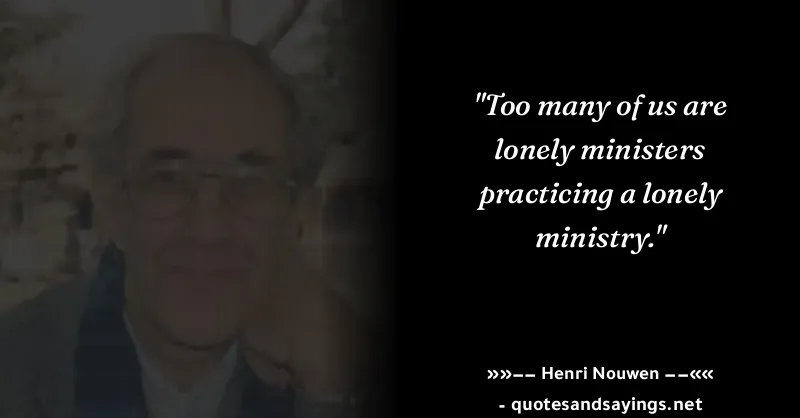 "Too many of us are
lonely ministers
practicing a lonely
ministry."
»»−− Henri Nouwen −−««
- quotesandsayings.net